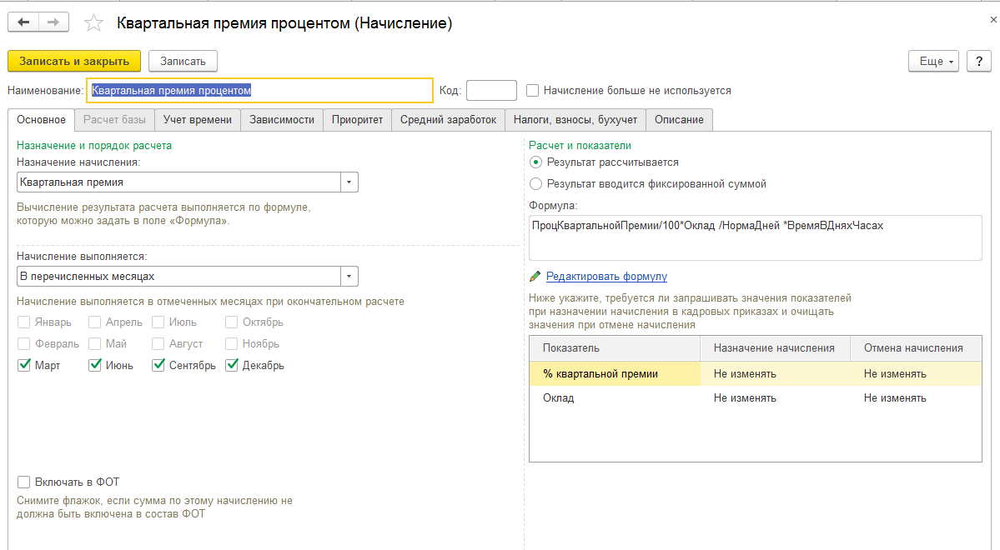 Квартальная премия процентом (Начисление)
Записать и закрыть
Записать
Еще
?
Наименование:
Квартальная премия процентом
Код:
Начисление больше не используется
Основное
Расчет базы
Учет времени
Зависимости
Приоритет
Средний заработок
Налоги, взносы, бухучет
Описание
Назначение и порядок расчета
Назначение начисления:
Квартальная премия
Вычисление результата расчета выполняется по формуле,
которую можно задать в поле «Формула».
Начисление выполняется:
В перечисленных месяцах
Начисление выполняется в отмеченных месяцах при окончательном расчете
Январь Апрель Июль Октябрь
Февраль Май Август Ноябрь
Март Июнь Сентябрь Декабрь
Включать в ФОТ
Снимите флажок, если сумма по этому начислению не
должна быть включена в состав ФОТ
Расчет и показатели
Результат рассчитывается
Результат вводится фиксированной суммой
Формула:
ПроцКвартальнойПремии/100*Оклад /НормаДней *ВремяВДняхЧасах
Редактировать формулу
Ниже укажите, требуется ли запрашивать значения показателей
при назначении начисления в кадровых приказах и очищать
значения при отмене начисления
Показатель Назначение начисления Отмена начисления
% квартальной премии Не изменять Не изменять
Оклад Не изменять Не изменять